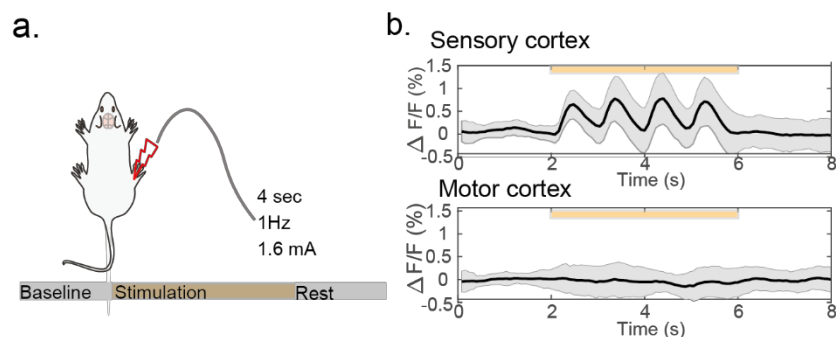 a.
4 sec
1Hz
1.6 mA
Baseline Stimulation Rest
b.
Sensory cortex
Δ F/F (%)
1.5
1
0.5
0
-0.5
0 2 4 6 8
Time (s)
Motor cortex
Δ F/F (%)
1.5
1
0.5
0
-0.5
0 2 4 6 8
Time (s)